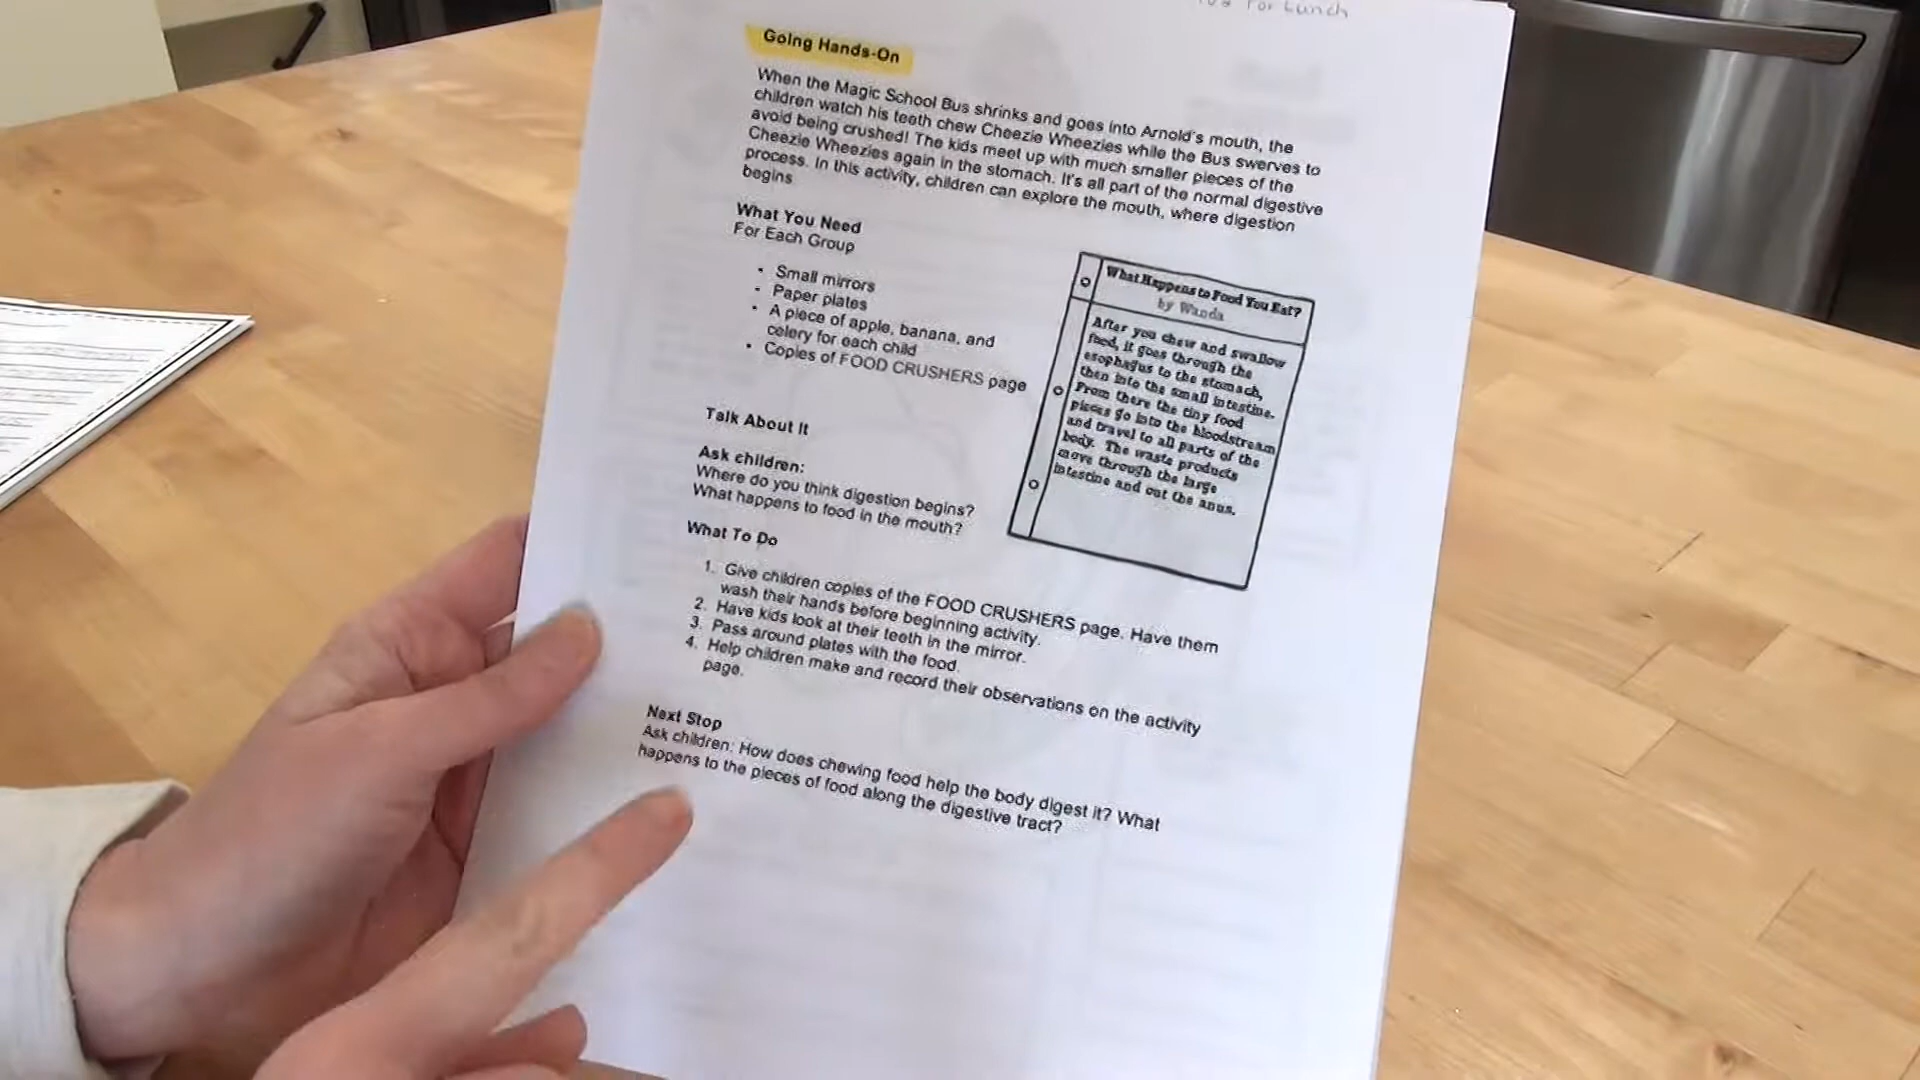 For Lunch
Going Hands-On
When the Magic School Bus shrinks and goes into Arnold's mouth, the
children watch his teeth chew Cheezie Wheezies while the Bus swerves to
avoid being crushed! The kids meet up with much smaller pieces of the
Cheezie Wheezies again in the stomach. It's all part of the normal digestive
process. In this activity, children can explore the mouth, where digestion
begins
What You Need
For Each Group
• Small mirrors
• Paper plates
• A piece of apple, banana, and
celery for each child
• Copies of FOOD CRUSHERS page
What Happens to Food You Eat?
by Wanda
After you chew and swallow
food, it goes through the
esophagus to the stomach,
then into the small intestine.
From there the tiny food
pieces go into the bloodstream
and travel to all parts of the
body. The waste products
move through the large
intestine and out the anus.
Talk About It
Ask children:
Where do you think digestion begins?
What happens to food in the mouth?
What To Do
1. Give children copies of the FOOD CRUSHERS page. Have them
wash their hands before beginning activity.
2. Have kids look at their teeth in the mirror.
3. Pass around plates with the food.
4. Help children make and record their observations on the activity
page.
Next Stop
Ask children: How does chewing food help the body digest it? What
happens to the pieces of food along the digestive tract?